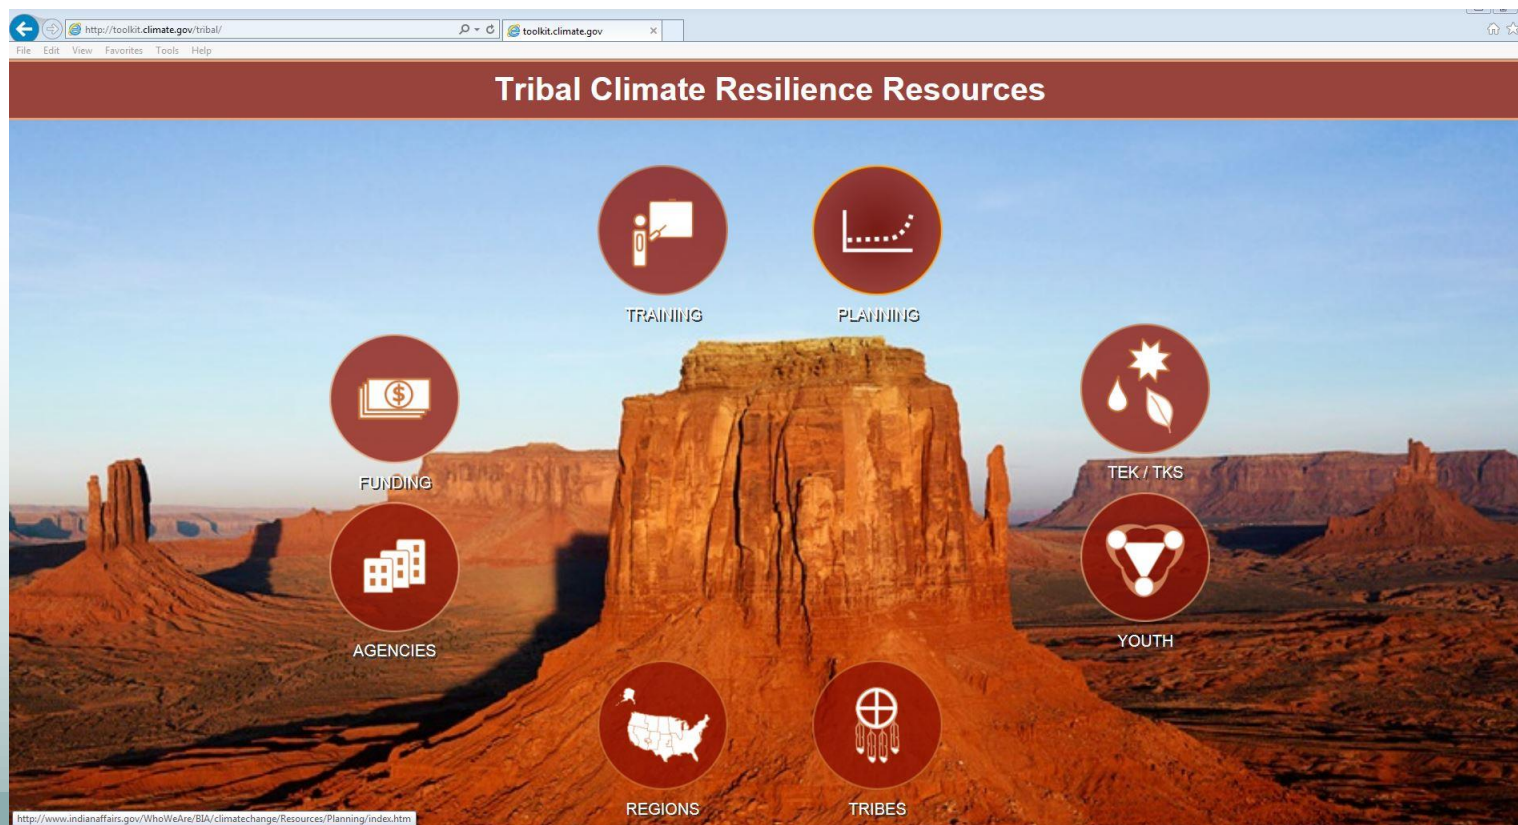 http://toolkit.climate.gov/tribal/
toolkit.climate.gov
File Edit View Favorites Tools Help
Tribal Climate Resilience Resources
TRAINING
PLANNING
$
FUNDING
TEK / TKS
AGENCIES
YOUTH
REGIONS
TRIBES
http://www.indianaffairs.gov/WhoWeAre/BIA/climatechange/Resources/Planning/index.htm